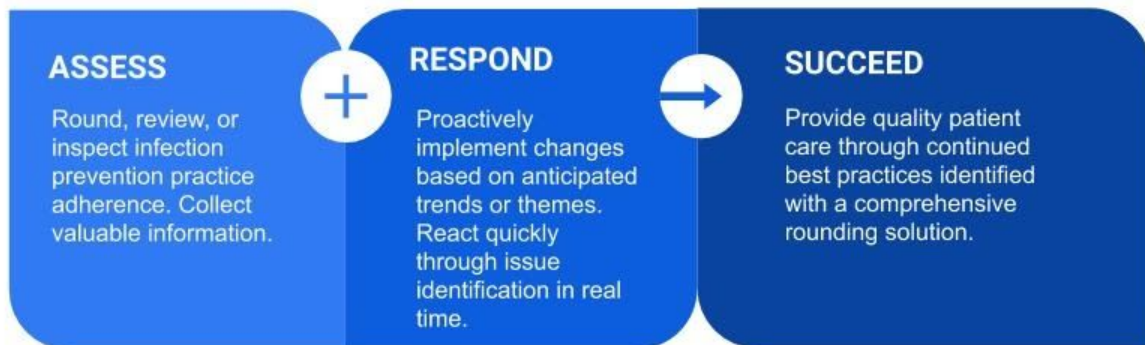 ASSESS
Round, review, or
inspect infection
prevention practice
adherence. Collect
valuable information.
RESPOND
Proactively
implement changes
based on anticipated
trends or themes.
React quickly
through issue
identification in real
time.
SUCCEED
Provide quality patient
care through continued
best practices identified
with a comprehensive
rounding solution.